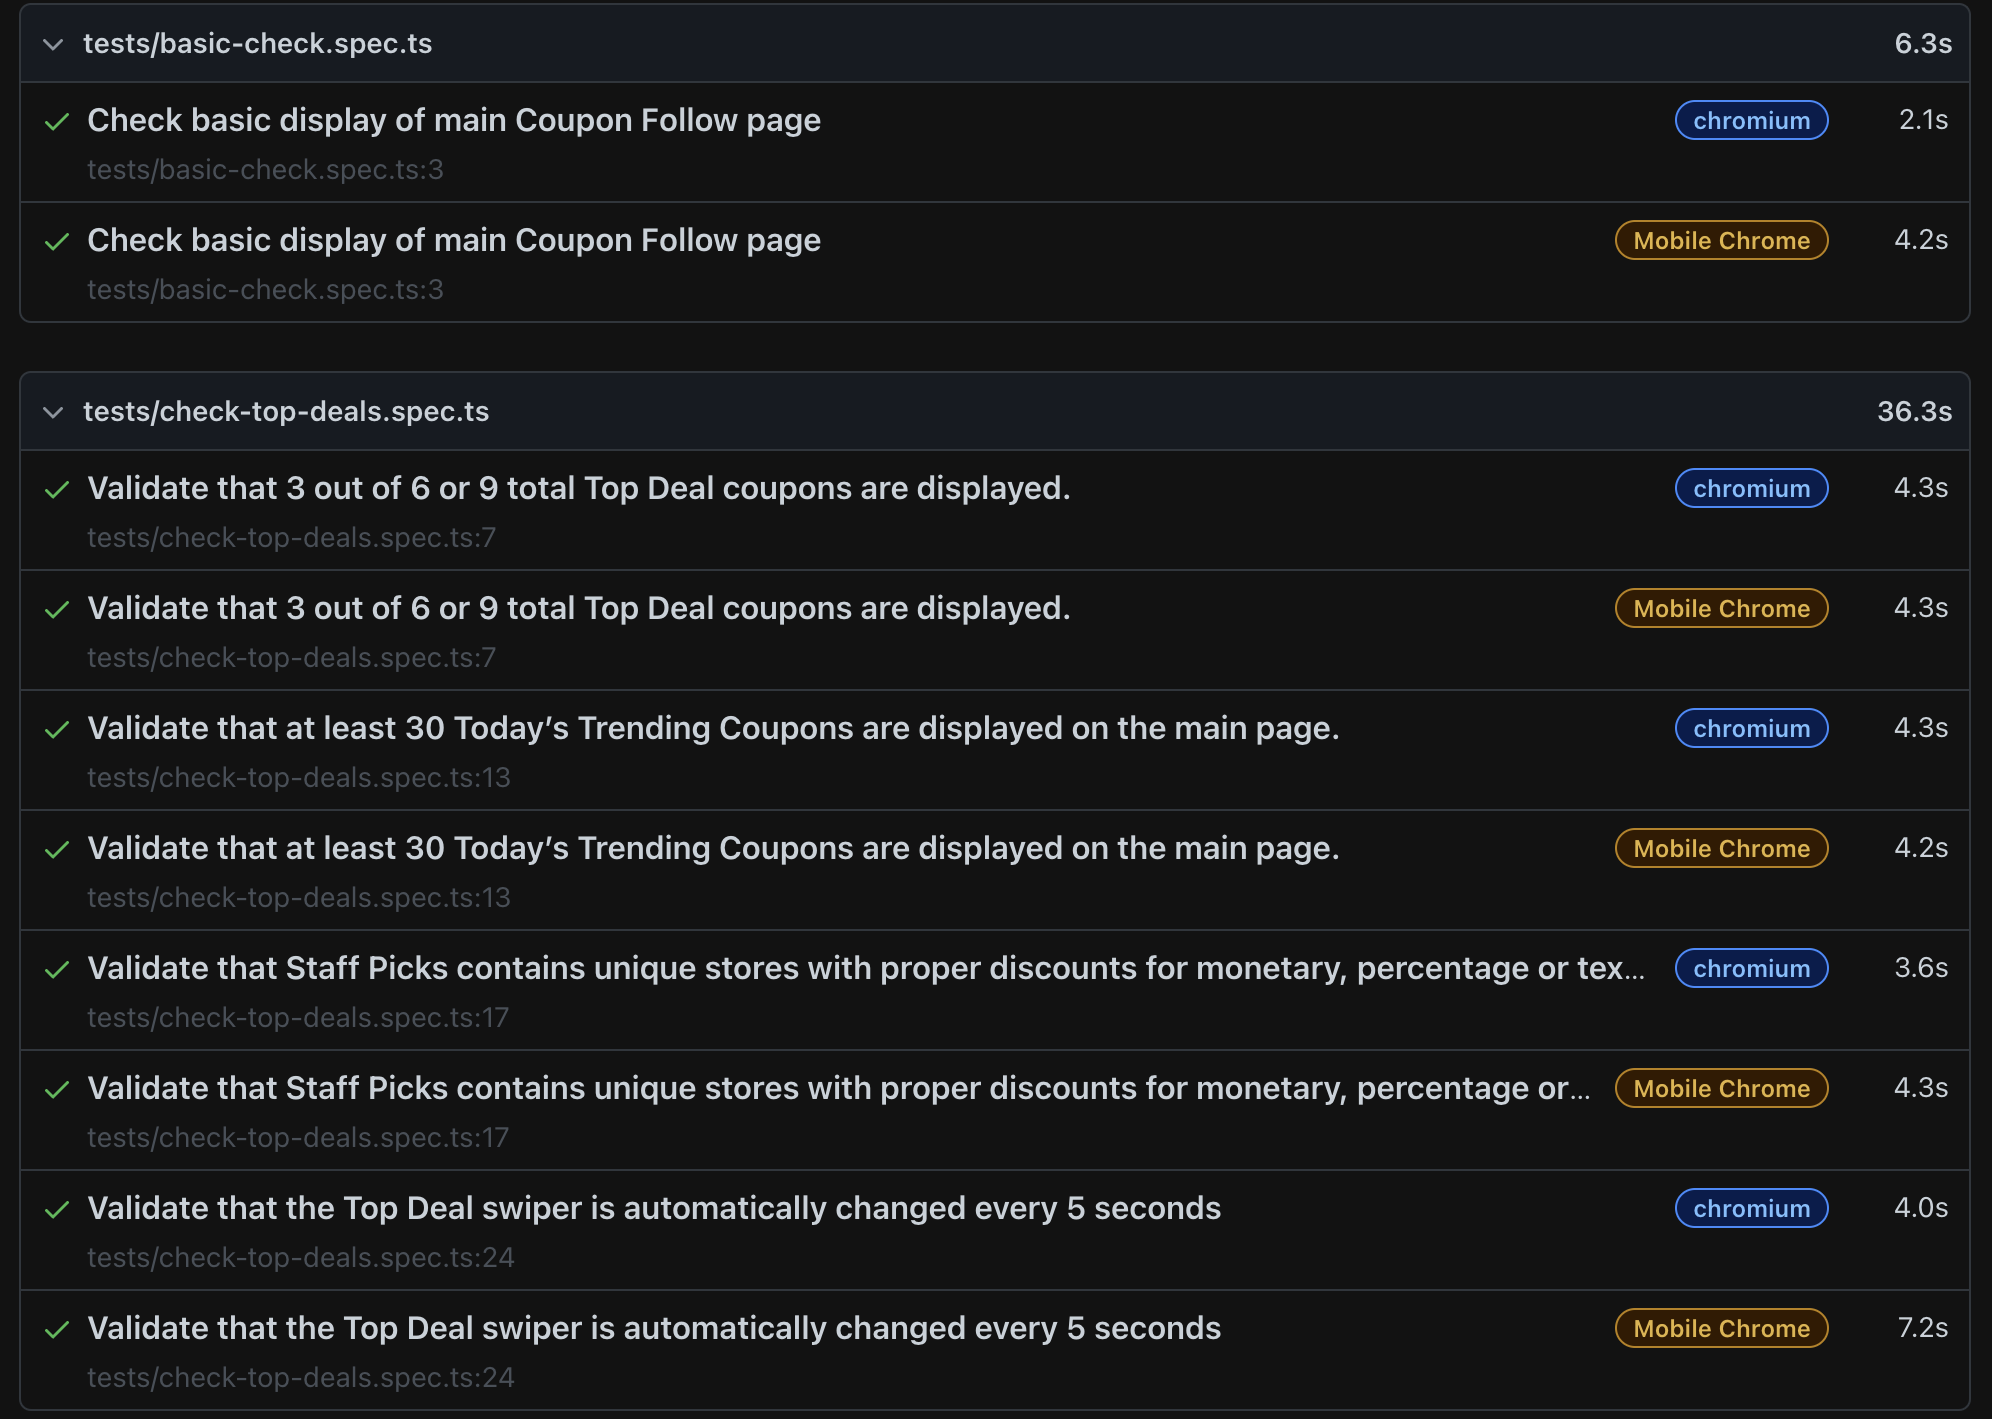 tests/basic-check.spec.ts 6.3s
Check basic display of main Coupon Follow page chromium 2.1s
tests/basic-check.spec.ts:3
Check basic display of main Coupon Follow page Mobile Chrome 4.2s
tests/basic-check.spec.ts:3
tests/check-top-deals.spec.ts 36.3s
Validate that 3 out of 6 or 9 total Top Deal coupons are displayed. chromium 4.3s
tests/check-top-deals.spec.ts:7
Validate that 3 out of 6 or 9 total Top Deal coupons are displayed. Mobile Chrome 4.3s
tests/check-top-deals.spec.ts:7
Validate that at least 30 Today’s Trending Coupons are displayed on the main page. chromium 4.3s
tests/check-top-deals.spec.ts:13
Validate that at least 30 Today’s Trending Coupons are displayed on the main page. Mobile Chrome 4.2s
tests/check-top-deals.spec.ts:13
Validate that Staff Picks contains unique stores with proper discounts for monetary, percentage or tex... chromium 3.6s
tests/check-top-deals.spec.ts:17
Validate that Staff Picks contains unique stores with proper discounts for monetary, percentage or... Mobile Chrome 4.3s
tests/check-top-deals.spec.ts:17
Validate that the Top Deal swiper is automatically changed every 5 seconds chromium 4.0s
tests/check-top-deals.spec.ts:24
Validate that the Top Deal swiper is automatically changed every 5 seconds Mobile Chrome 7.2s
tests/check-top-deals.spec.ts:24